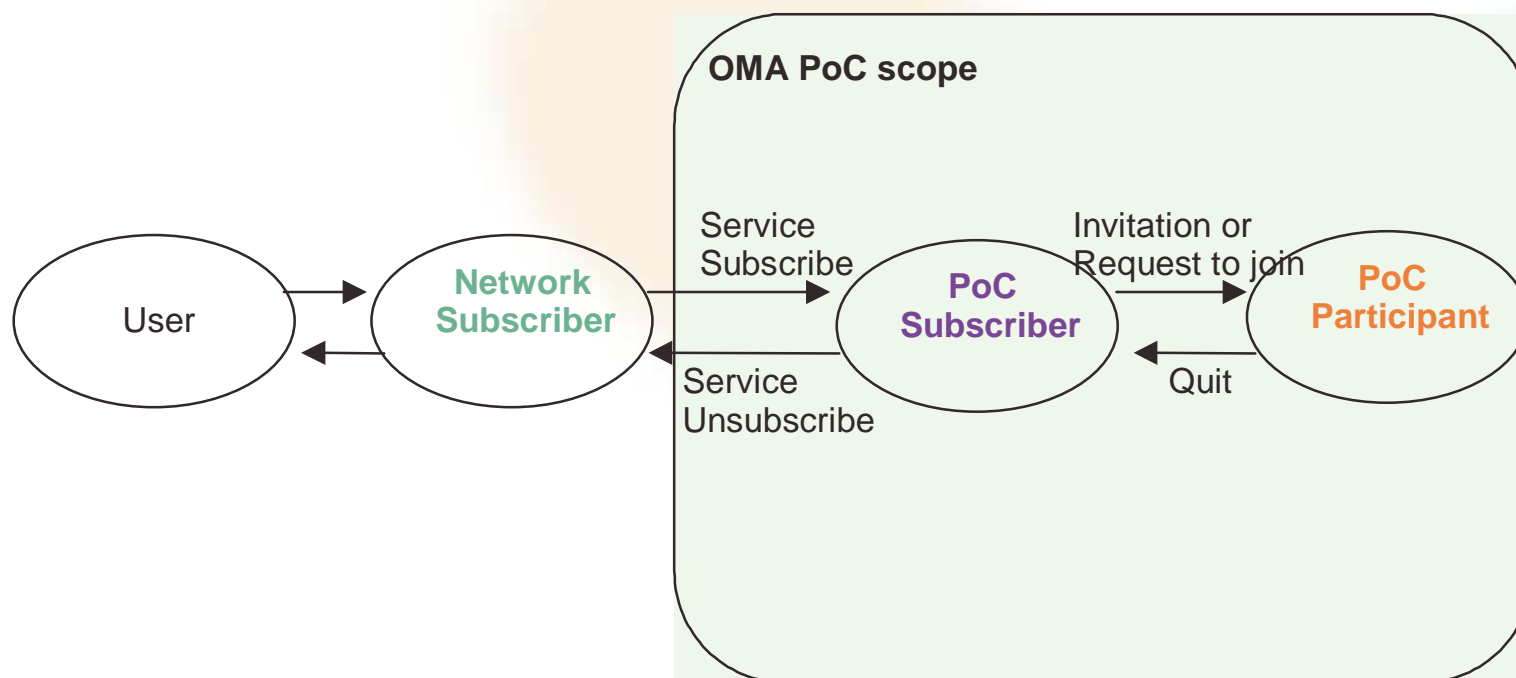 OMA PoC scope
Service
Subscribe
Invitation or
Request to join
User
Network
Subscriber
PoC
Subscriber
PoC
Participant
Service
Unsubscribe
Quit